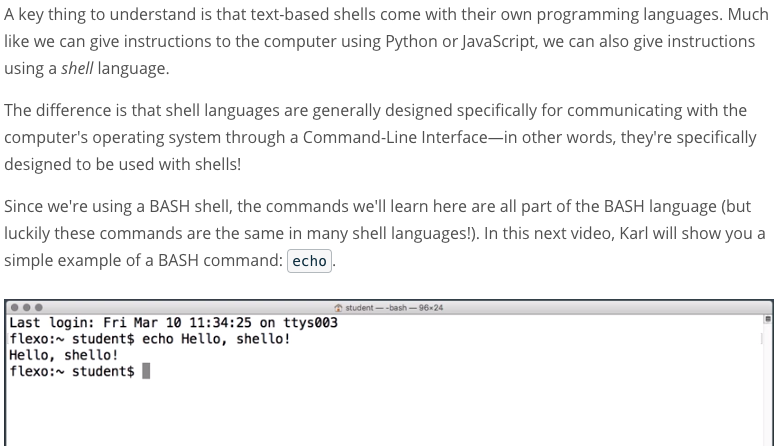 A key thing to understand is that text-based shells come with their own programming languages. Much
like we can give instructions to the computer using Python or JavaScript, we can also give instructions
using a shell language.
The difference is that shell languages are generally designed specifically for communicating with the
computer's operating system through a Command-Line Interface—in other words, they're specifically
designed to be used with shells!
Since we're using a BASH shell, the commands we'll learn here are all part of the BASH language (but
luckily these commands are the same in many shell languages!). In this next video, Karl will show you a
simple example of a BASH command: echo.
student — -bash — 96×24
Last login: Fri Mar 10 11:34:25 on ttys003
flexo:~ student$ echo Hello, shello!
Hello, shello!
flexo:~ student$